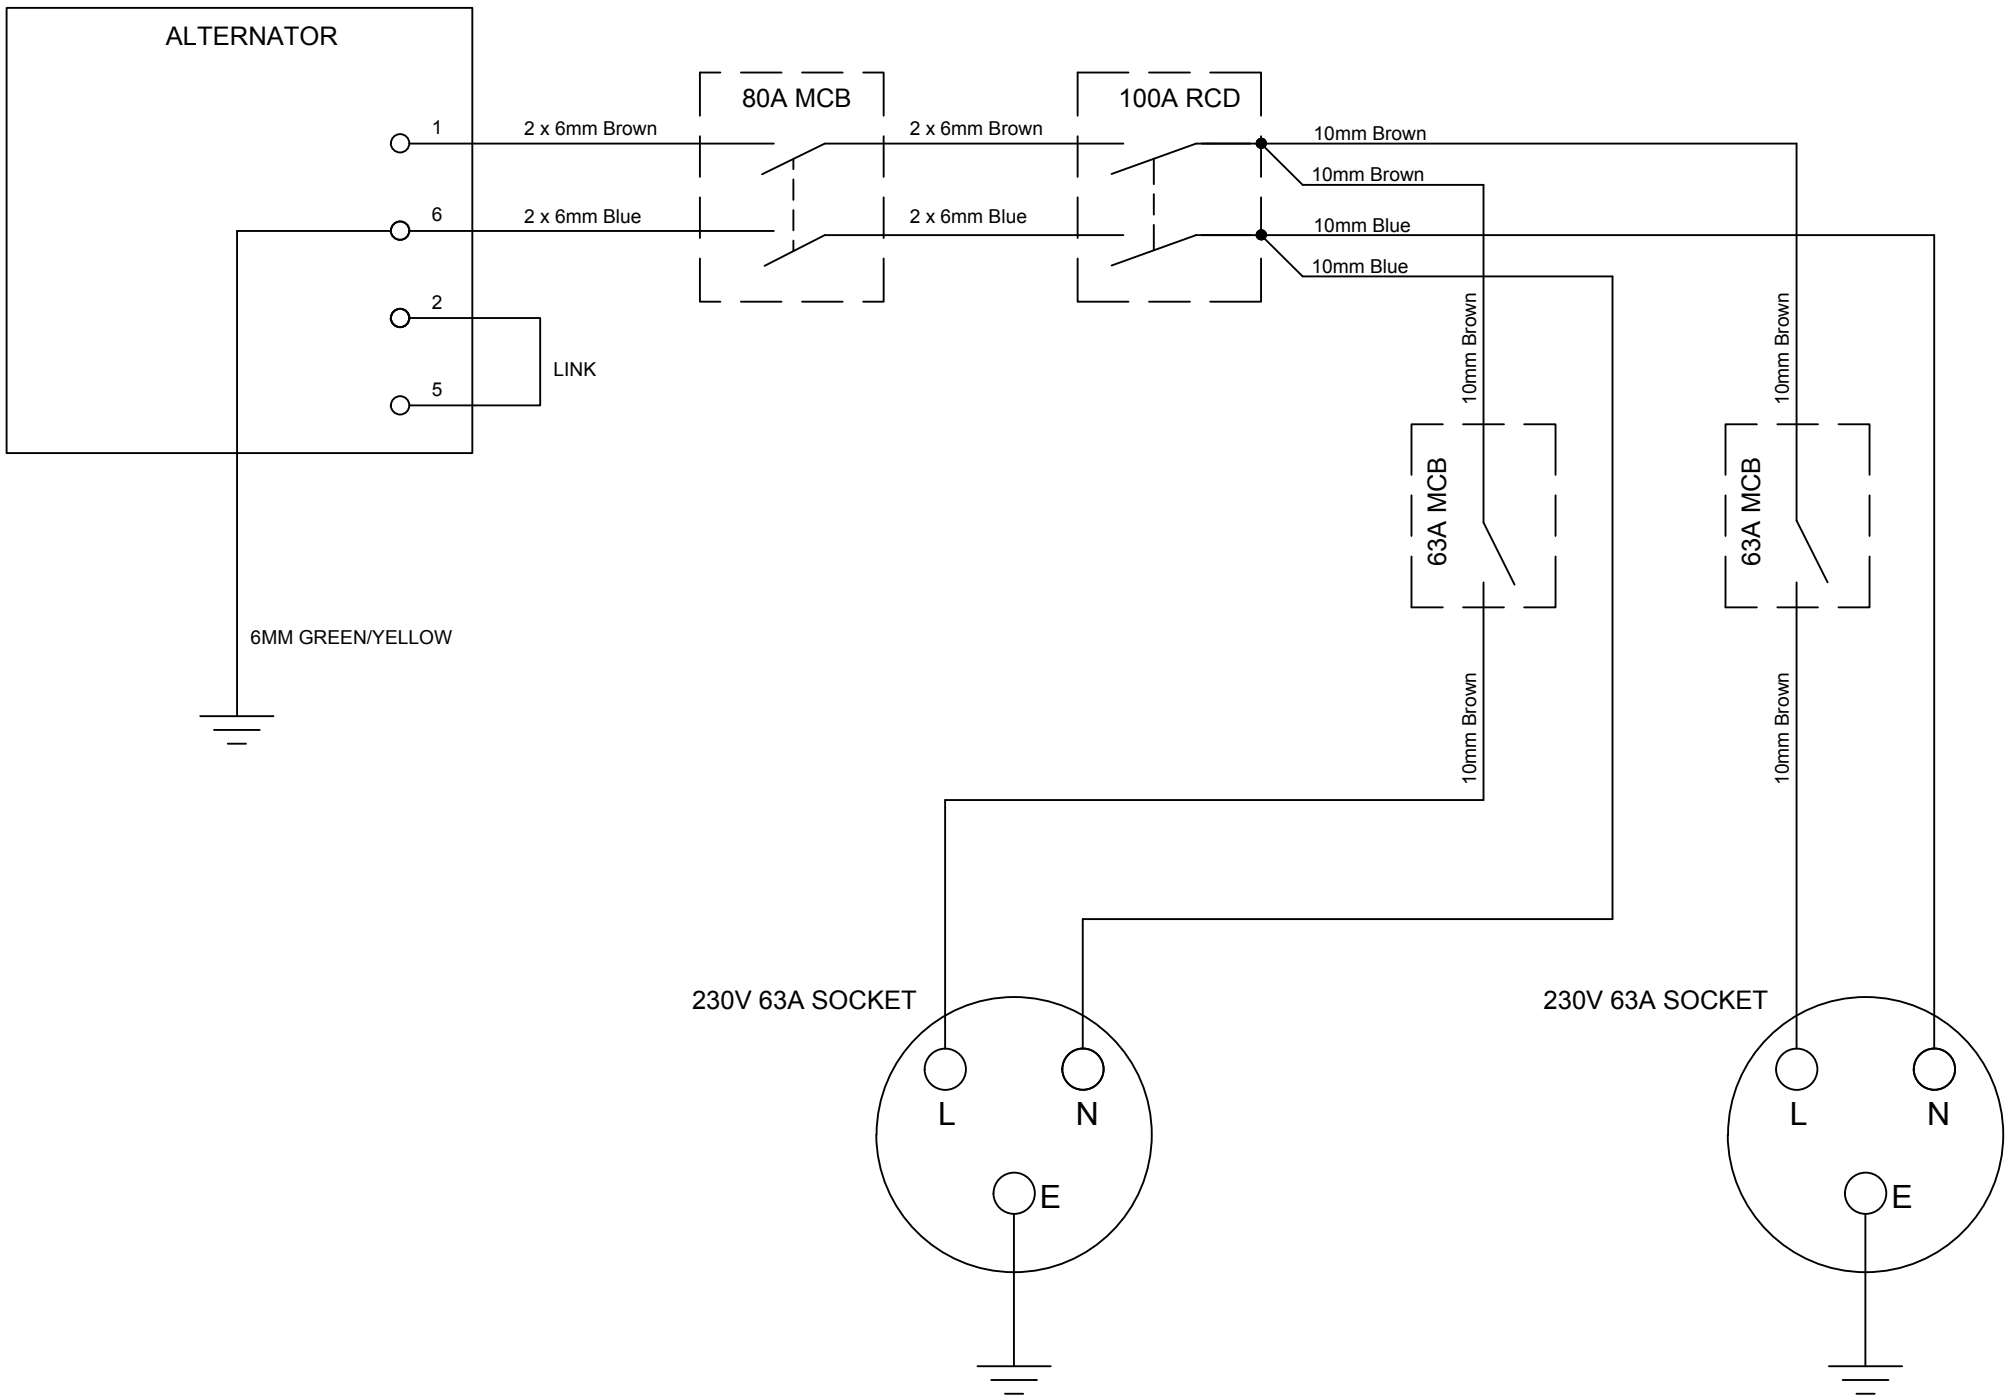 ALTERNATOR
80A MCB
100A RCD
1
2 x 6mm Brown
2 x 6mm Brown
10mm Brown
10mm Brown
6
2 x 6mm Blue
2 x 6mm Blue
10mm Blue
10mm Blue
2
LINK
5
10mm Brown
10mm Brown
63A MCB
63A MCB
6MM GREEN/YELLOW
10mm Brown
10mm Brown
230V 63A SOCKET
230V 63A SOCKET
L
N
L
N
E
E